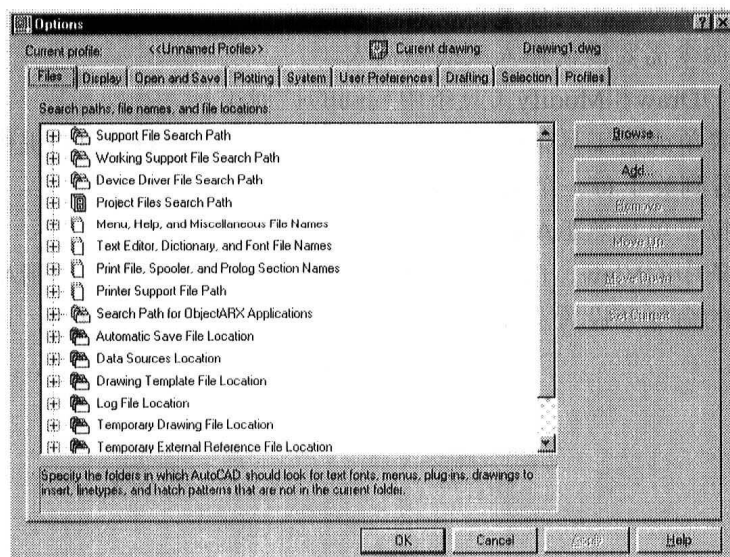 Options
Current profile: <<Unnamed Profile>> Current drawing: Drawing1.dwg
Files Display Open and Save Plotting System User Preferences Drafting Selection Profiles
Search paths, file names, and file locations:
Support File Search Path
Working Support File Search Path
Device Driver File Search Path
Project Files Search Path
Menu, Help, and Miscellaneous File Names
Text Editor, Dictionary, and Font File Names
Print File, Spooler, and Prolog Section Names
Printer Support File Path
Search Path for ObjectARX Applications
Automatic Save File Location
Data Sources Location
Drawing Template File Location
Log File Location
Temporary Drawing File Location
Temporary External Reference File Location
Browse...
Add...
Remove
Move Up
Move Down
Set Current
Specify the folders in which AutoCAD should look for text fonts, menus, plug-ins, drawings to
insert, linetypes, and hatch patterns that are not in the current folder.
OK Cancel Apply Help